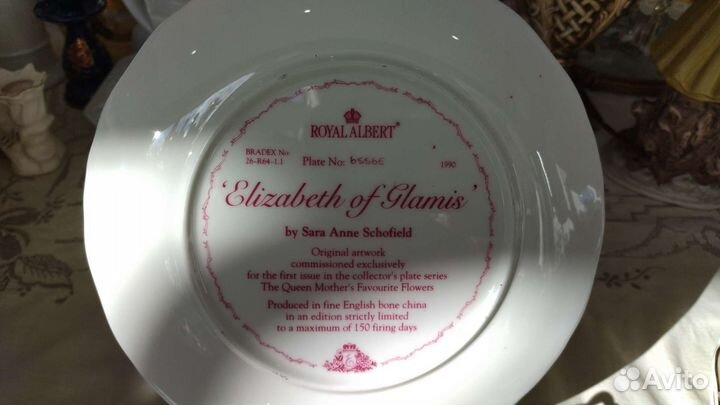 ROYAL ALBERT®
BRADEX No:
26-R64-1.1
Plate No:
1990
'Elizabeth of Glamis'
by Sara Anne Schofield
Original artwork
commissioned exclusively
for the first issue in the collector's plate series
The Queen Mother's Favourite Flowers
Produced in fine English bone china
in an edition strictly limited
to a maximum of 150 firing days
Avito